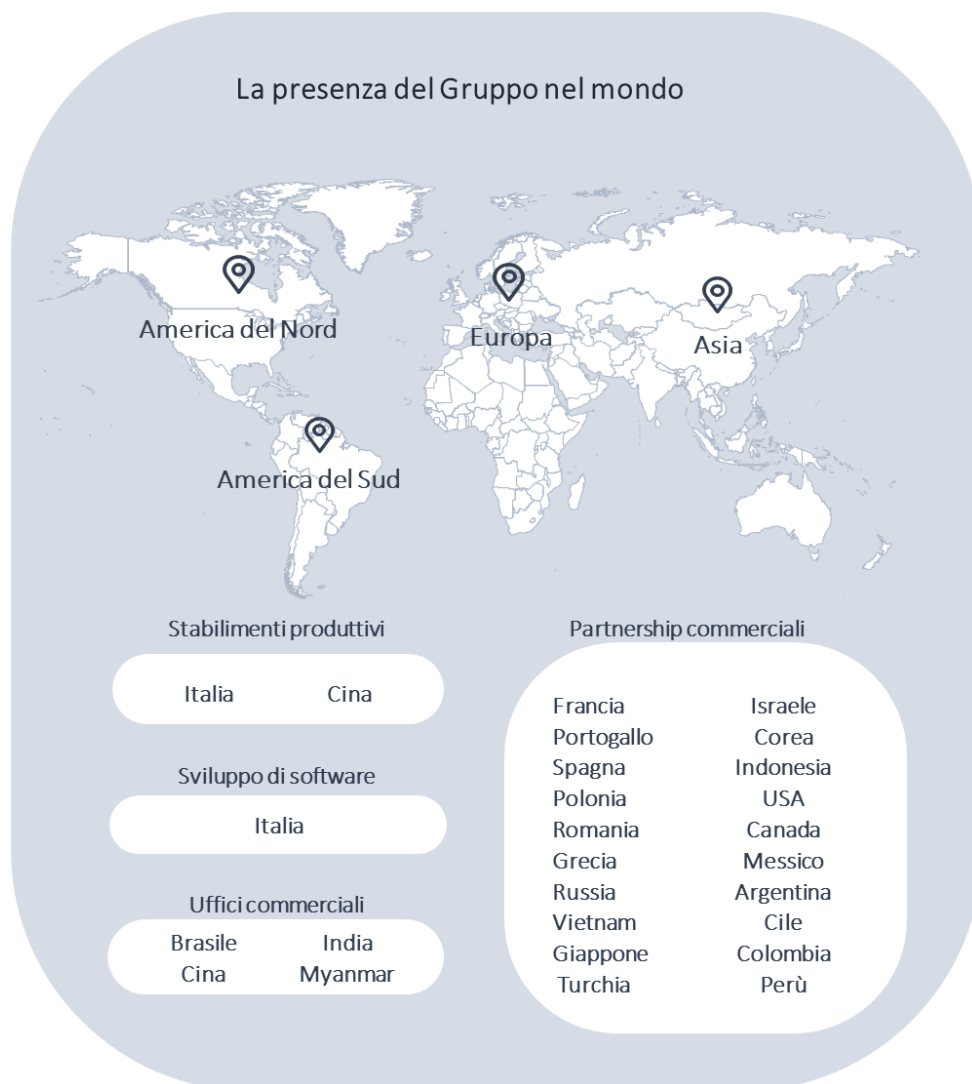 La presenza del Gruppo nel mondo
America del Nord
Europa
Asia
America del Sud
Stabilimenti produttivi
Italia Cina
Sviluppo di software
Italia
Uffici commerciali
Brasile India
Cina Myanmar
Partnership commerciali
Francia Israele
Portogallo Corea
Spagna Indonesia
Polonia USA
Romania Canada
Grecia Messico
Russia Argentina
Vietnam Cile
Giappone Colombia
Turchia Perù